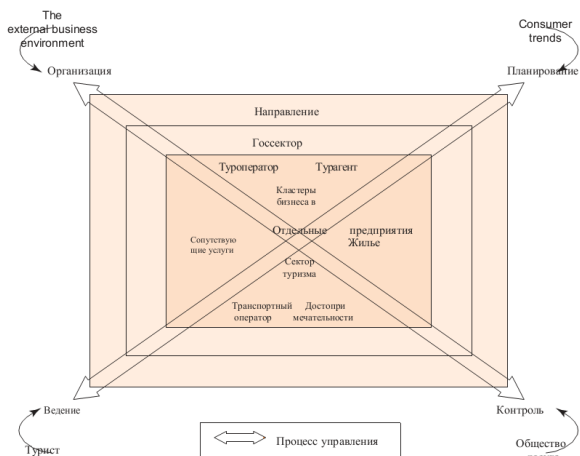 The
external business
environment
Consumer
trends
Организация
Планирование
Направление
Госсектор
Туроператор Турагент
Кластеры
бизнеса в
Отдельные предприятия
Жилье
Сопутствую
щие услуги
Сектор
туризма
Транспортный
оператор
Достопри
мечательности
Ведение
Контроль
Турист
Общество
Процесс управления